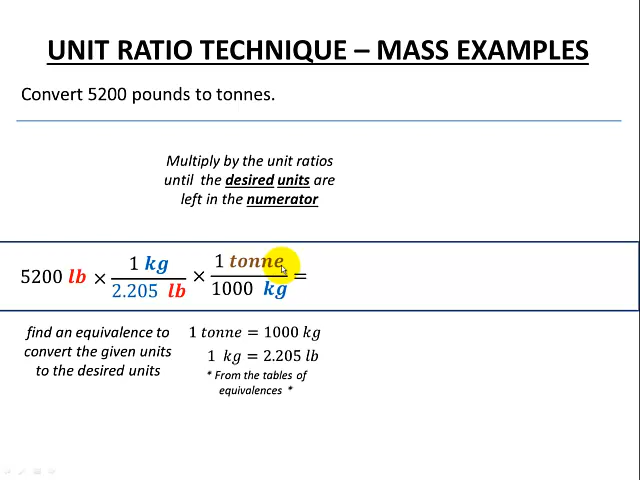 UNIT RATIO TECHNIQUE – MASS EXAMPLES
Convert 5200 pounds to tonnes.
Multiply by the unit ratios
until the desired units are
left in the numerator
5200 lb × 1 kg / 2.205 lb × 1 tonne / 1000 kg =
find an equivalence to
convert the given units
to the desired units
1 tonne = 1000 kg
1 kg = 2.205 lb
* From the tables of
equivalences *